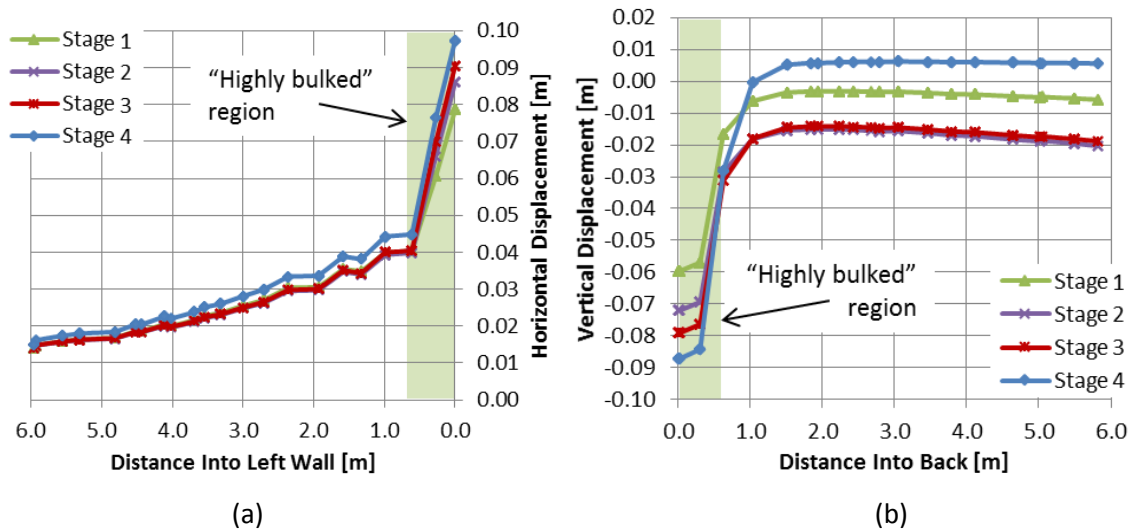 Stage 1
Stage 2
Stage 3
Stage 4
“Highly bulked”
region
0.10
0.09
0.08
0.07
0.06
0.05
0.04
0.03
0.02
0.01
0.00
Horizontal Displacement [m]
6.0 5.0 4.0 3.0 2.0 1.0 0.0
Distance Into Left Wall [m]
(a)
0.02
0.01
0.00
-0.01
-0.02
-0.03
-0.04
-0.05
-0.06
-0.07
-0.08
-0.09
-0.10
Vertical Displacement [m]
“Highly bulked”
region
Stage 1
Stage 2
Stage 3
Stage 4
0.0 1.0 2.0 3.0 4.0 5.0 6.0
Distance Into Back [m]
(b)